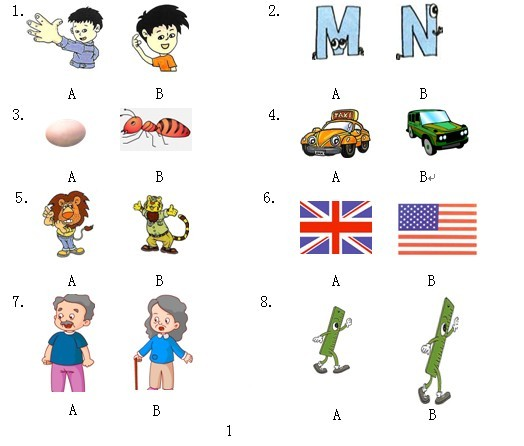 1. 2.
M N
A B A B
3. 4.
TAXI
A B A B↵
5. 6.
A B A B
7. 8.
A B A B
1